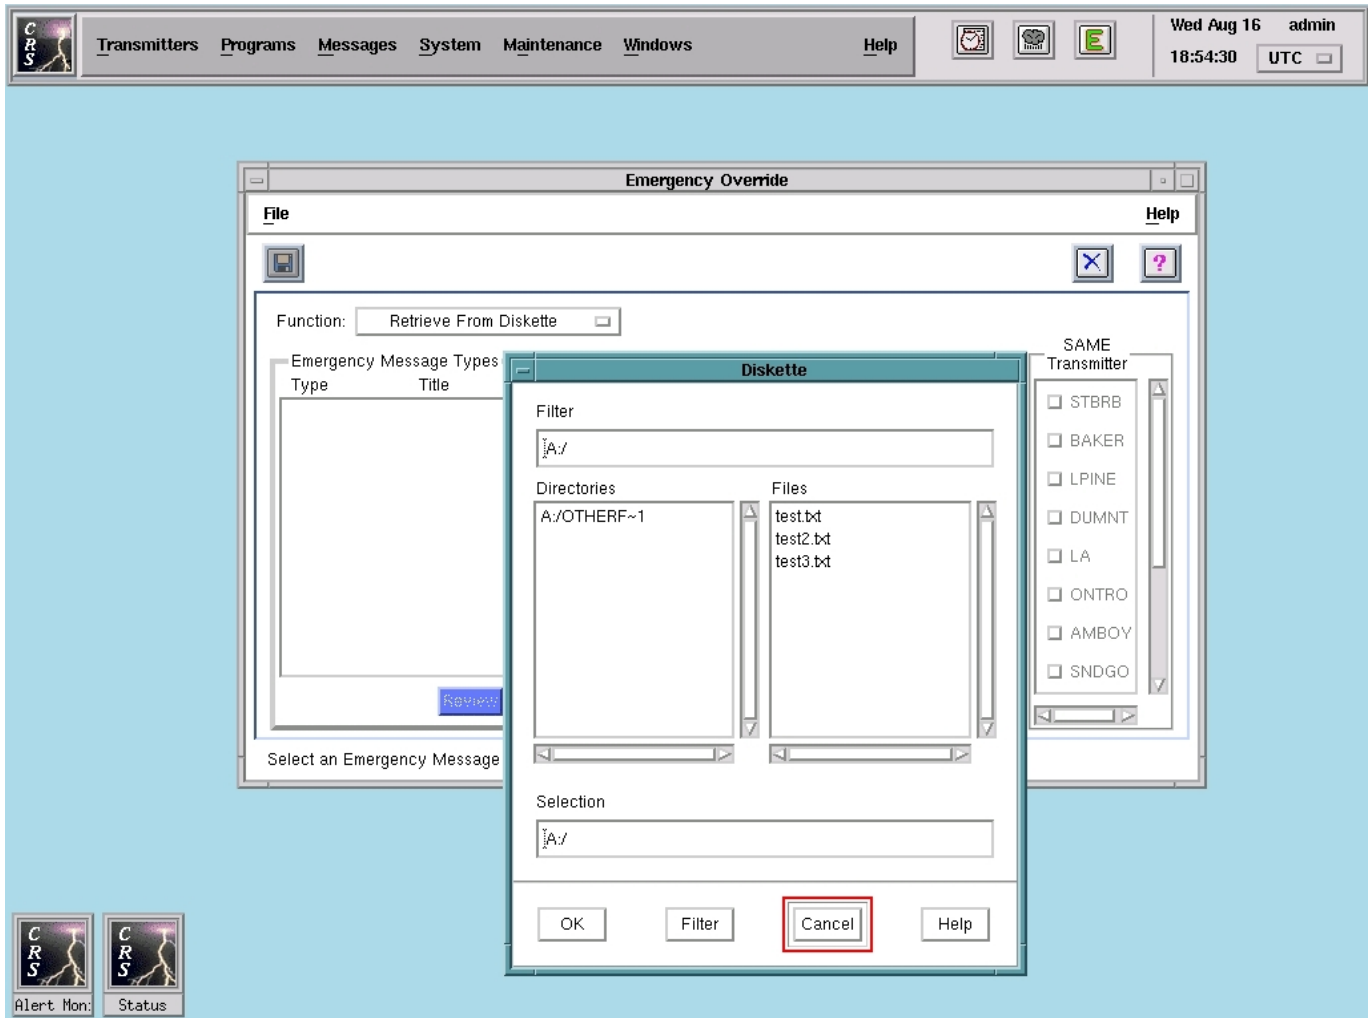 CRS
Transmitters Programs Messages System Maintenance Windows Help
E
Wed Aug 16 admin
18:54:30 UTC
Emergency Override
File Help
?
Function: Retrieve From Diskette
Emergency Message Types
Type Title
Review
Select an Emergency Message
SAME
Transmitter
STBRB
BAKER
LPINE
DUMNT
LA
ONTRO
AMBOY
SNDGO
Diskette
Filter
A:/
Directories Files
A:/OTHERF~1 test.txt
test2.txt
test3.txt
Selection
A:/
OK Filter Cancel Help
CRS CRS
Alert Mon: Status